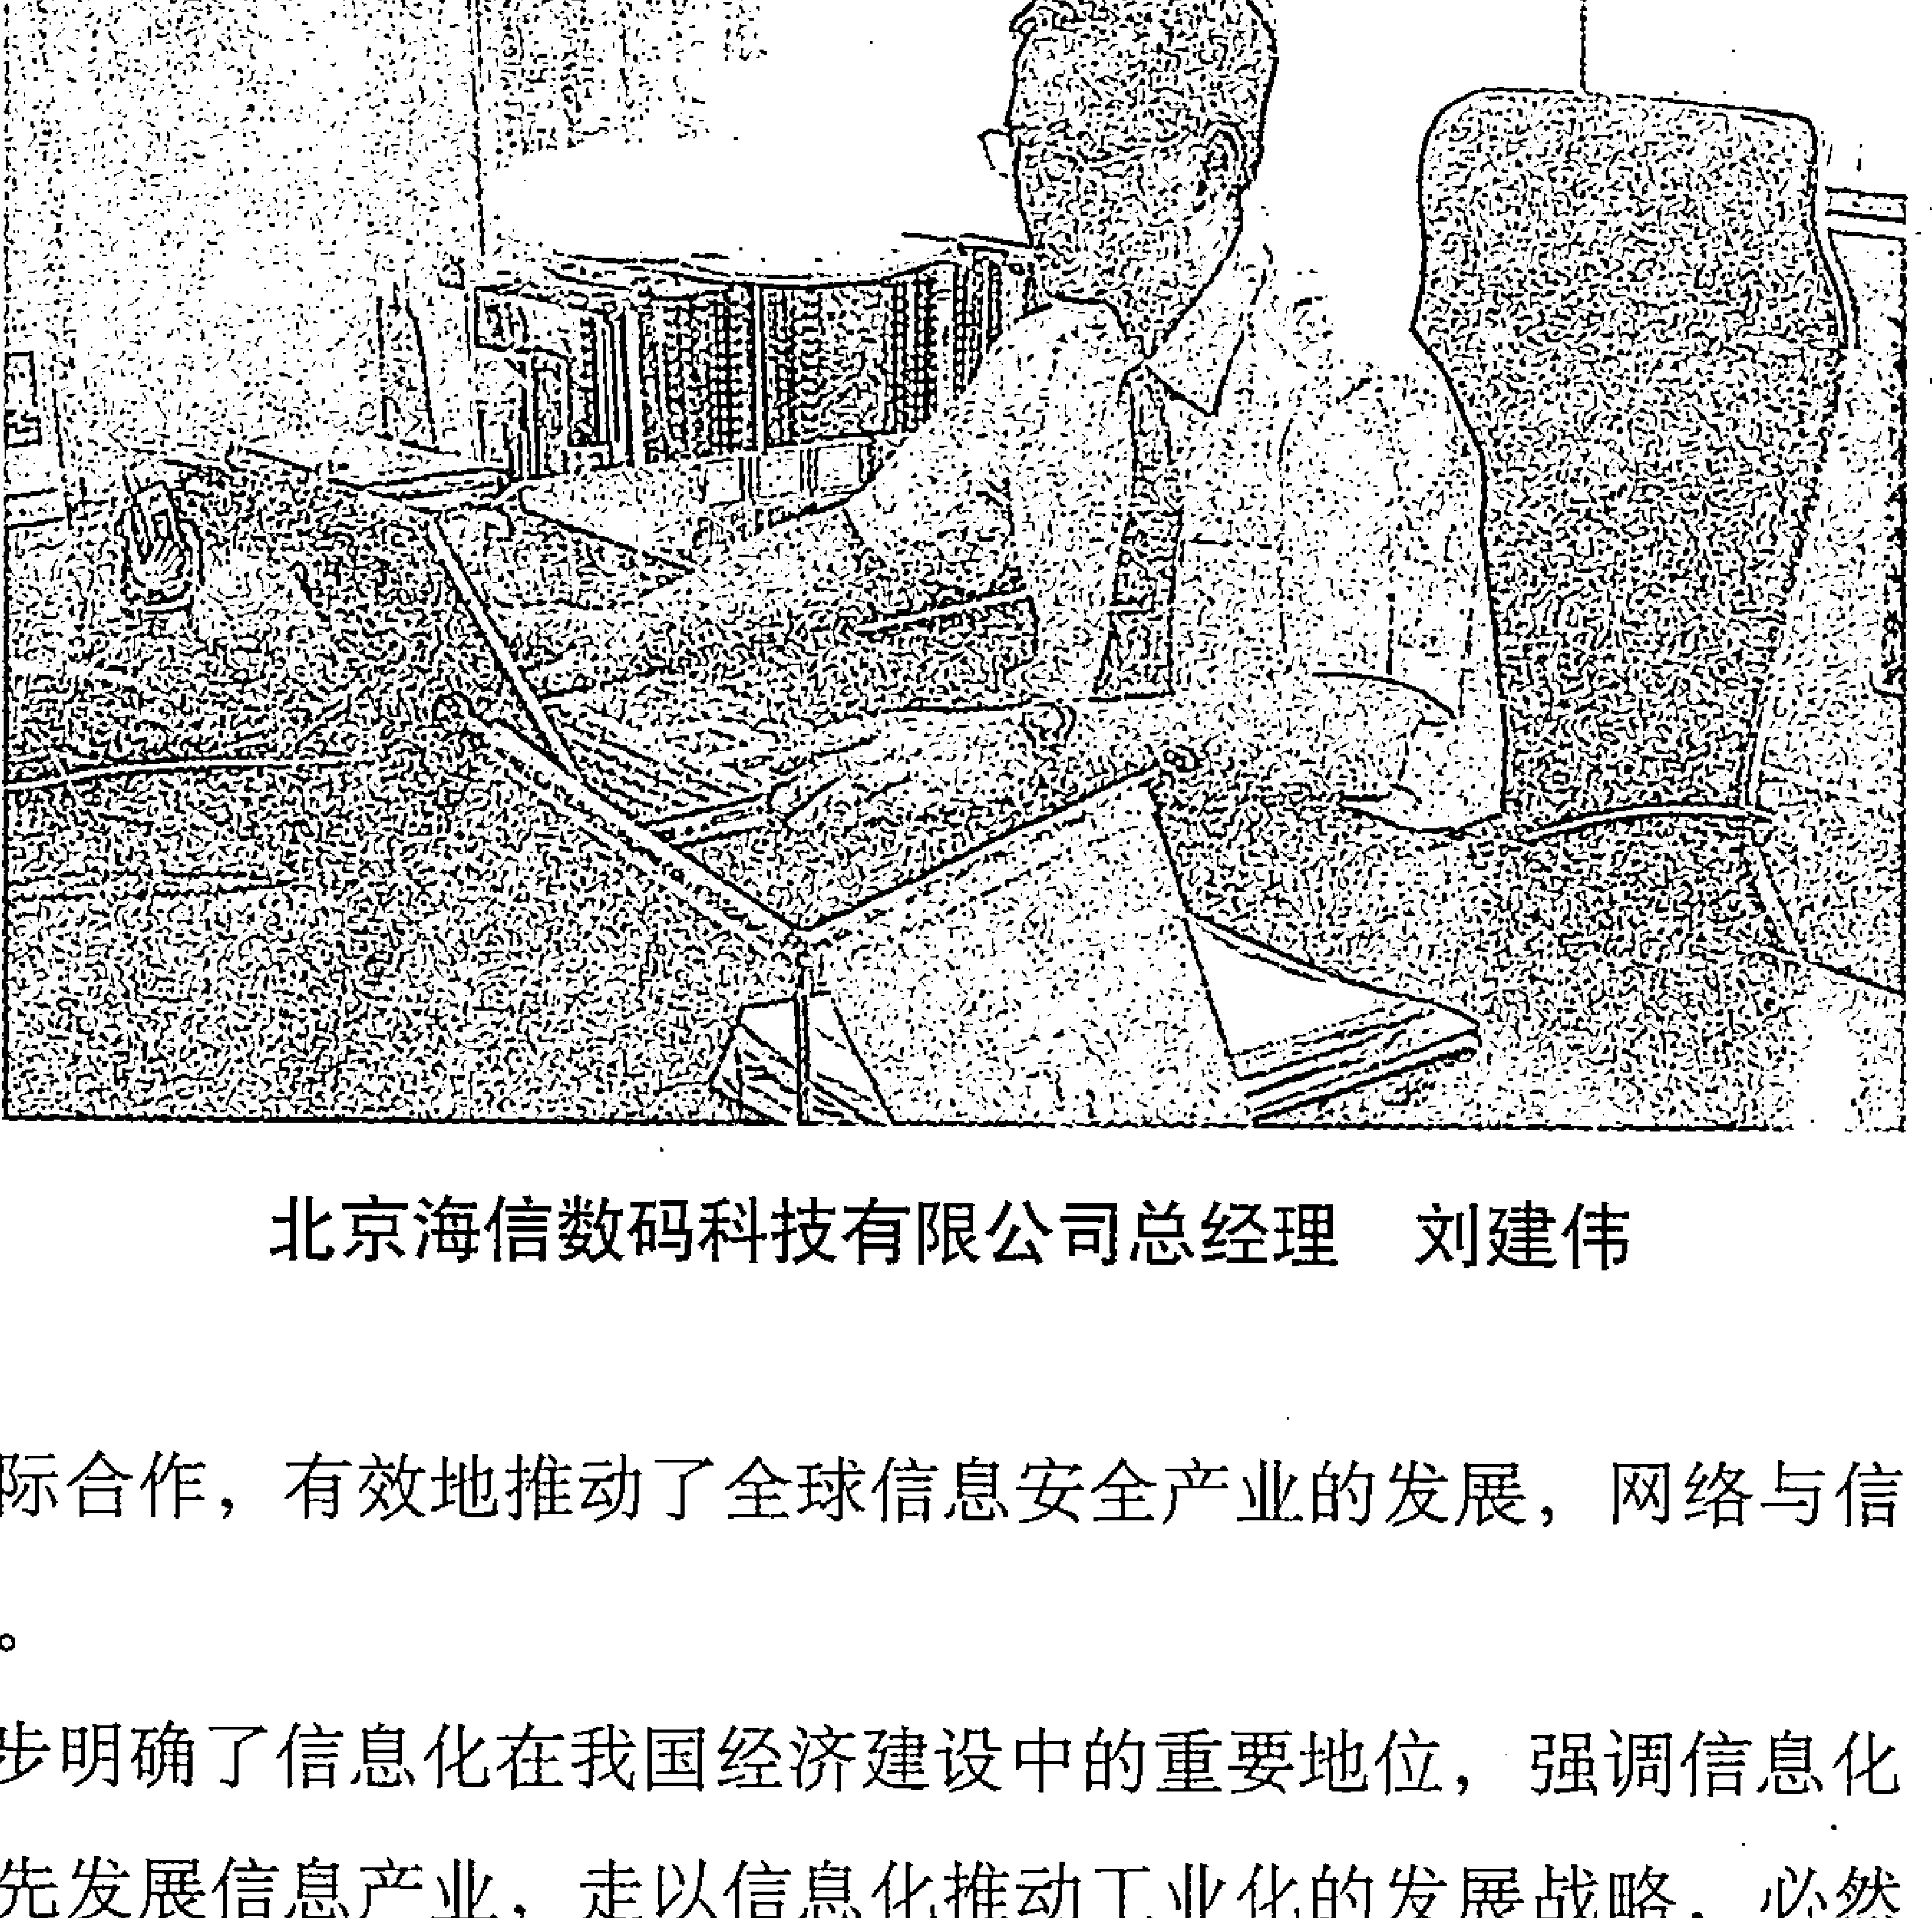 北京海信数码科技有限公司总经理　刘建伟
际合作，有效地推动了全球信息安全产业的发展，网络与信
。
步明确了信息化在我国经济建设中的重要地位，强调信息化
先发展信息产业，走以信息化推动工业化的发展战略，必然